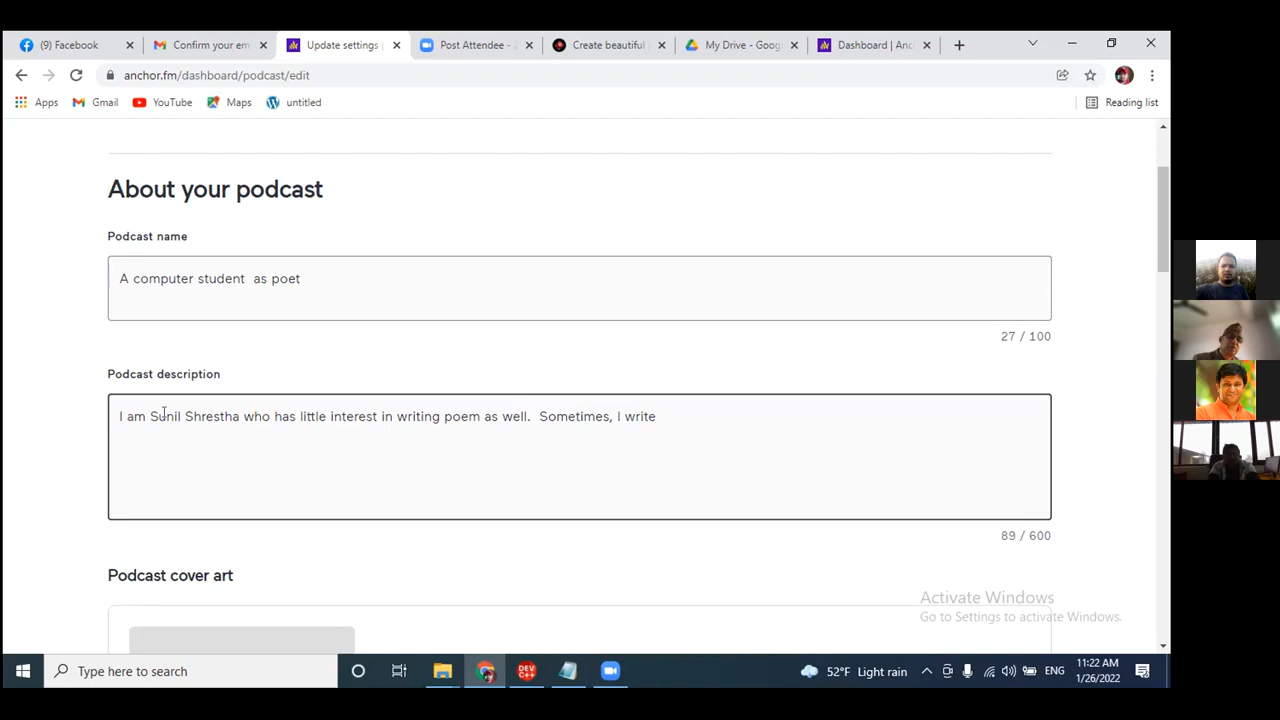 (9) Facebook
Confirm your em
Update settings
Post Attendee -
Create beautiful
My Drive - Goog
Dashboard | Anc
anchor.fm/dashboard/podcast/edit
Apps
Gmail
YouTube
Maps
untitled
Reading list
About your podcast
Podcast name
A computer student  as poet
27 / 100
Podcast description
I am Sunil Shrestha who has little interest in writing poem as well.  Sometimes, I write
89 / 600
Podcast cover art
Activate Windows
Go to Settings to activate Windows.
Type here to search
DEV
C++
52°F Light rain
ENG
11:22 AM
1/26/2022